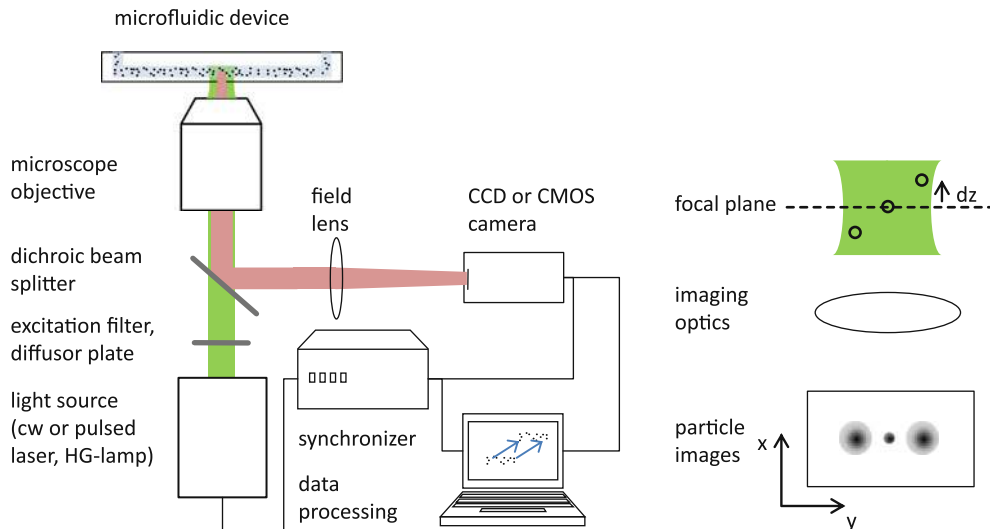 microfluidic device
microscope
objective
field
lens
CCD or CMOS
camera
dichroic beam
splitter
excitation filter,
diffusor plate
light source
(cw or pulsed
laser, HG-lamp)
synchronizer
data
processing
focal plane
dz
imaging
optics
particle
images
x
y